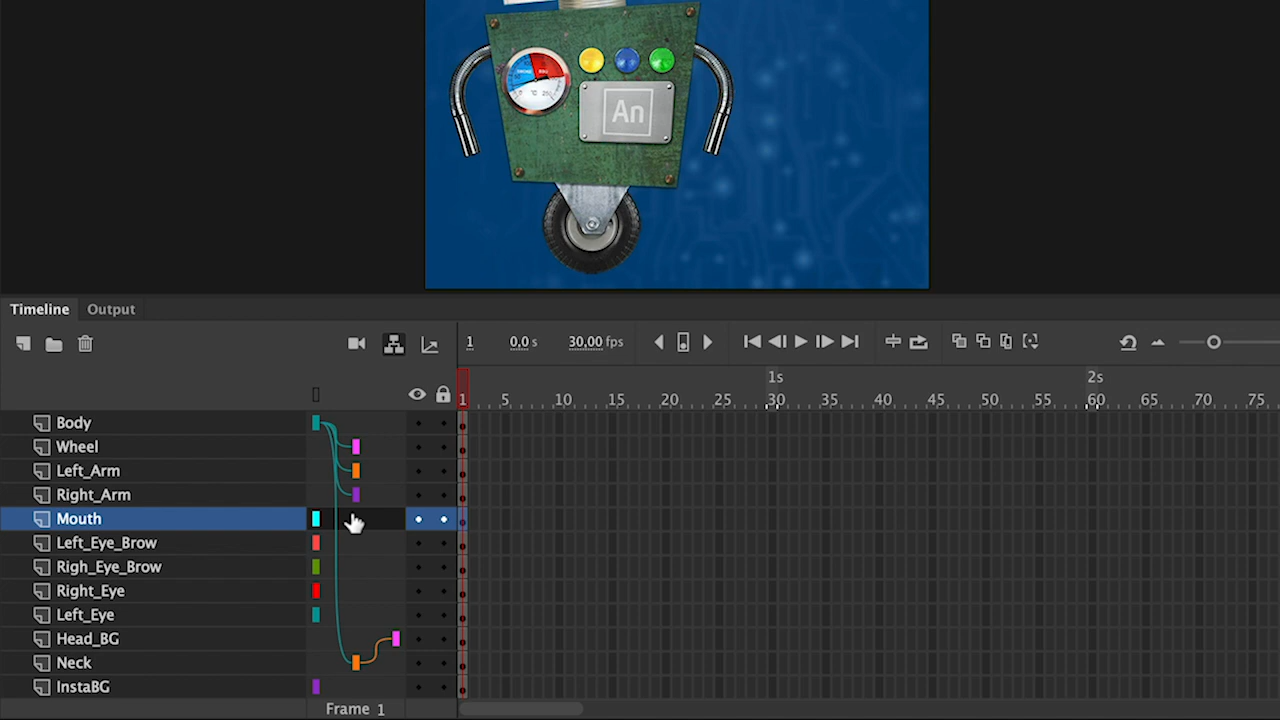 An
0 °C 250
Timeline Output
1 0,0 s 30,00 fps
1s 2s
1 5 10 15 20 25 30 35 40 45 50 55 60 65 70 75
Body
Wheel
Left_Arm
Right_Arm
Mouth
Left_Eye_Brow
Righ_Eye_Brow
Right_Eye
Left_Eye
Head_BG
Neck
InstaBG
Frame 1